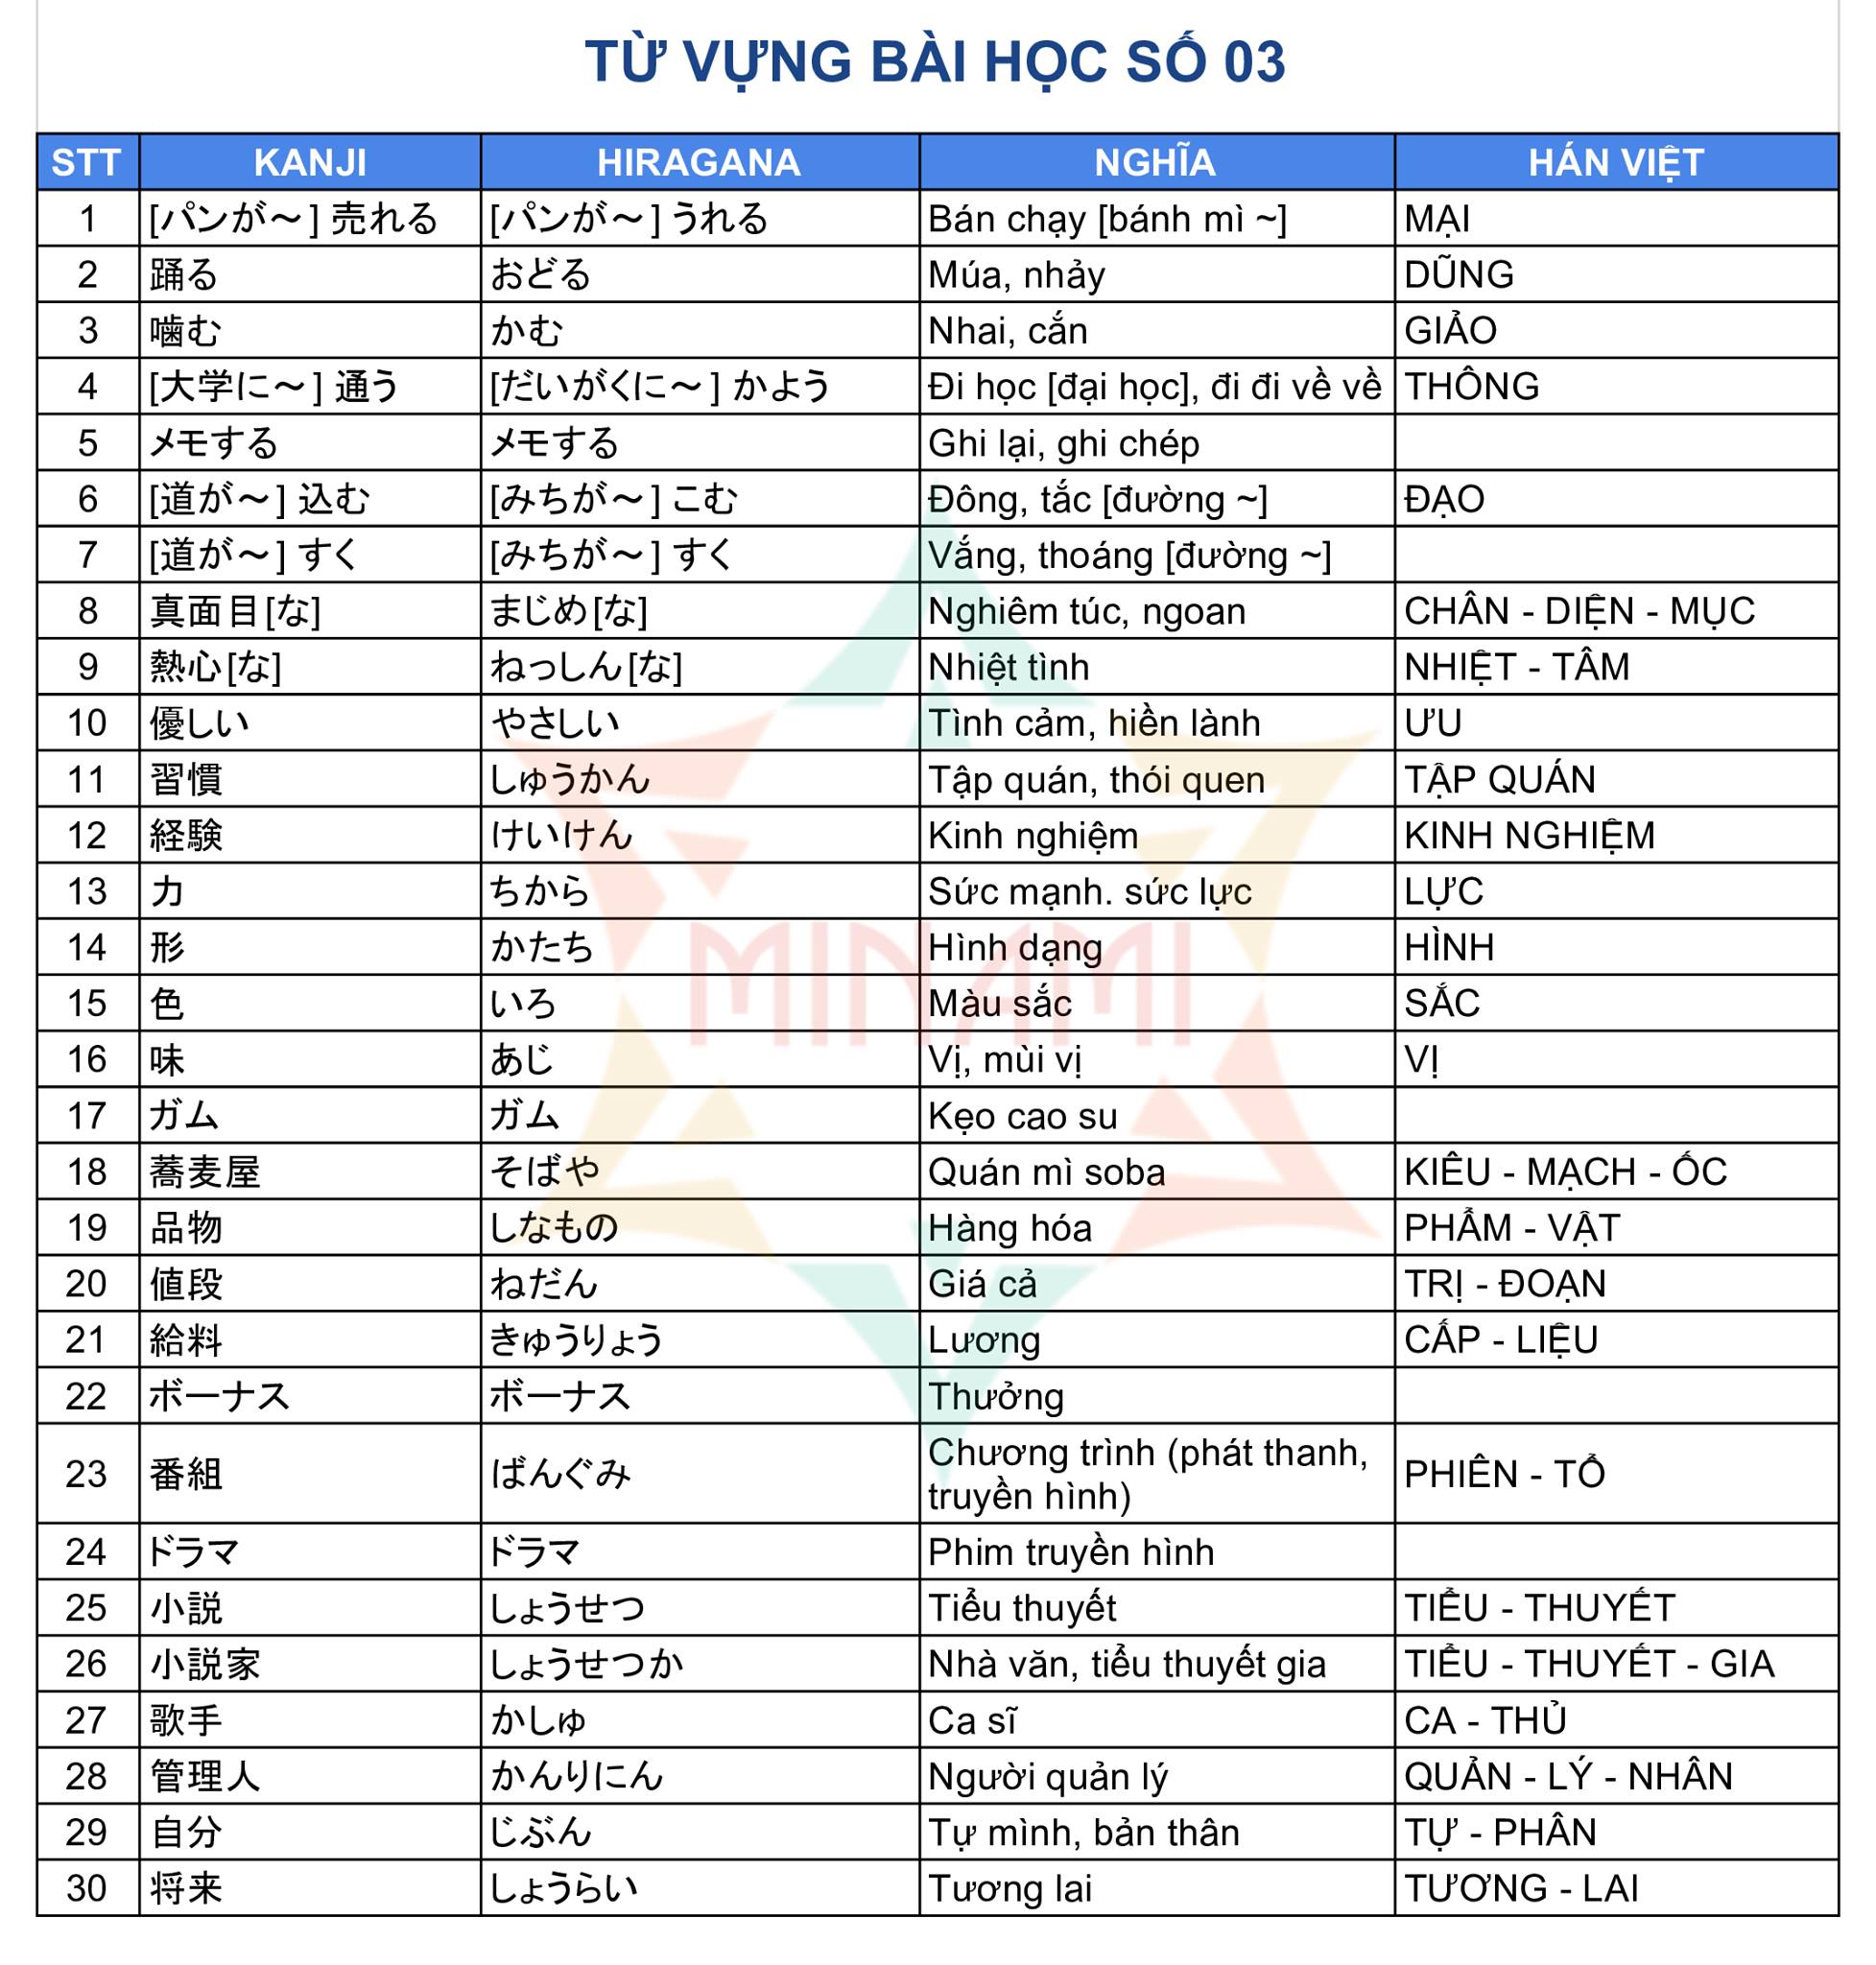 TỪ VỰNG BÀI HỌC SỐ 03
STT KANJI HIRAGANA NGHĨA HÁN VIỆT
1 [パンが～] 売れる [パンが～] うれる Bán chạy [bánh mì ~] MẠI
2 踊る おどる Múa, nhảy DŨNG
3 噛む かむ Nhai, cắn GIẢO
4 [大学に～] 通う [だいがくに～] かよう Đi học [đại học], đi đi về về THÔNG
5 メモする メモする Ghi lại, ghi chép
6 [道が～] 込む [みちが～] こむ Đông, tắc [đường ~] ĐẠO
7 [道が～] すく [みちが～] すく Vắng, thoáng [đường ~]
8 真面目[な] まじめ[な] Nghiêm túc, ngoan CHÂN - DIỆN - MỤC
9 熱心[な] ねっしん[な] Nhiệt tình NHIỆT - TÂM
10 優しい やさしい Tình cảm, hiền lành ƯU
11 習慣 しゅうかん Tập quán, thói quen TẬP QUÁN
12 経験 けいけん Kinh nghiệm KINH NGHIỆM
13 力 ちから Sức mạnh. sức lực LỰC
14 形 かたち Hình dạng HÌNH
15 色 いろ Màu sắc SẮC
16 味 あじ Vị, mùi vị VỊ
17 ガム ガム Kẹo cao su
18 蕎麦屋 そばや Quán mì soba KIÊU - MẠCH - ỐC
19 品物 しなもの Hàng hóa PHẨM - VẬT
20 値段 ねだん Giá cả TRỊ - ĐOẠN
21 給料 きゅうりょう Lương CẤP - LIỆU
22 ボーナス ボーナス Thưởng
23 番組 ばんぐみ Chương trình (phát thanh, truyền hình) PHIÊN - TỔ
24 ドラマ ドラマ Phim truyền hình
25 小説 しょうせつ Tiểu thuyết TIỂU - THUYẾT
26 小説家 しょうせつか Nhà văn, tiểu thuyết gia TIỂU - THUYẾT - GIA
27 歌手 かしゅ Ca sĩ CA - THỦ
28 管理人 かんりにん Người quản lý QUẢN - LÝ - NHÂN
29 自分 じぶん Tự mình, bản thân TỰ - PHÂN
30 将来 しょうらい Tương lai TƯƠNG - LAI
MINAMI